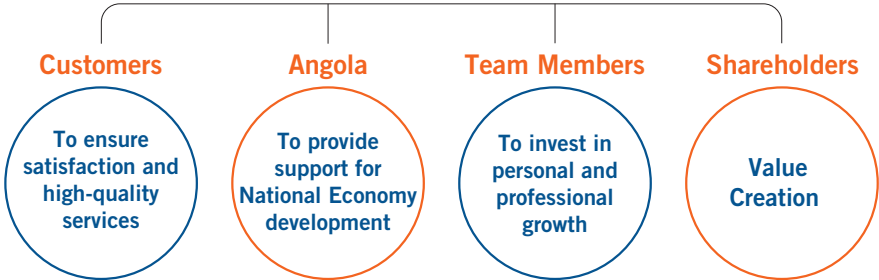 Customers
To ensure
satisfaction and
high-quality
services
Angola
To provide
support for
National Economy
development
Team Members
To invest in
personal and
professional
growth
Shareholders
Value
Creation